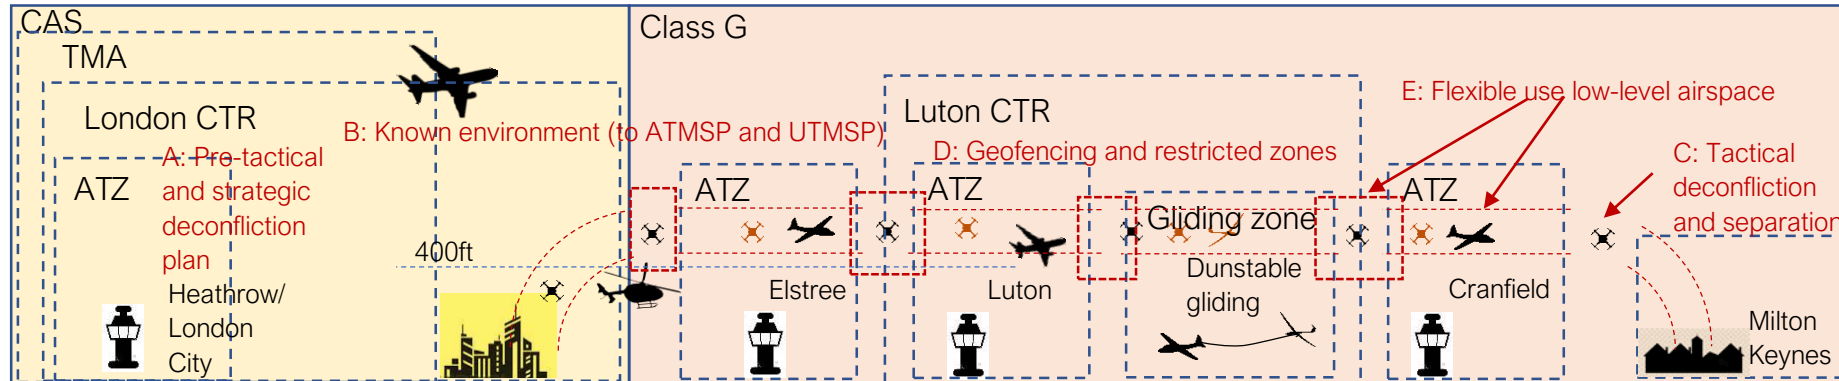 CAS
TMA
London CTR
A: Pre-tactical
and strategic
deconfliction
plan
ATZ
Heathrow/
London
City
B: Known environment (to ATMSP and UTMSP)
400ft
Class G
ATZ
Elstree
Luton CTR
D: Geofencing and restricted zones
ATZ
Luton
Gliding zone
Dunstable
gliding
E: Flexible use low-level airspace
ATZ
Cranfield
C: Tactical
deconfliction
and separation
Milton
Keynes